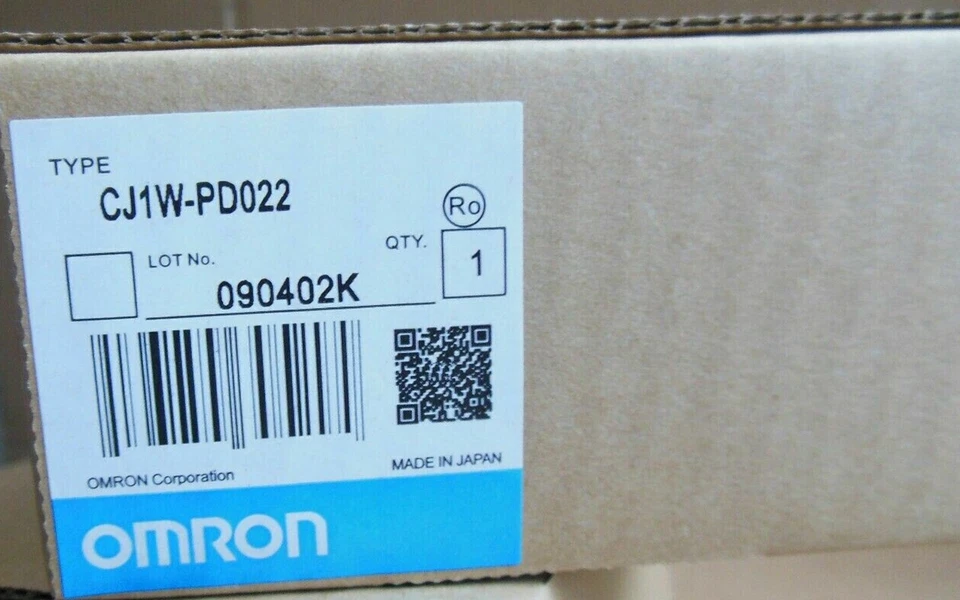 TYPE
CJ1W-PD022
Ro
LOT No.
QTY.
090402K
1
OMRON Corporation
MADE IN JAPAN
OMRON